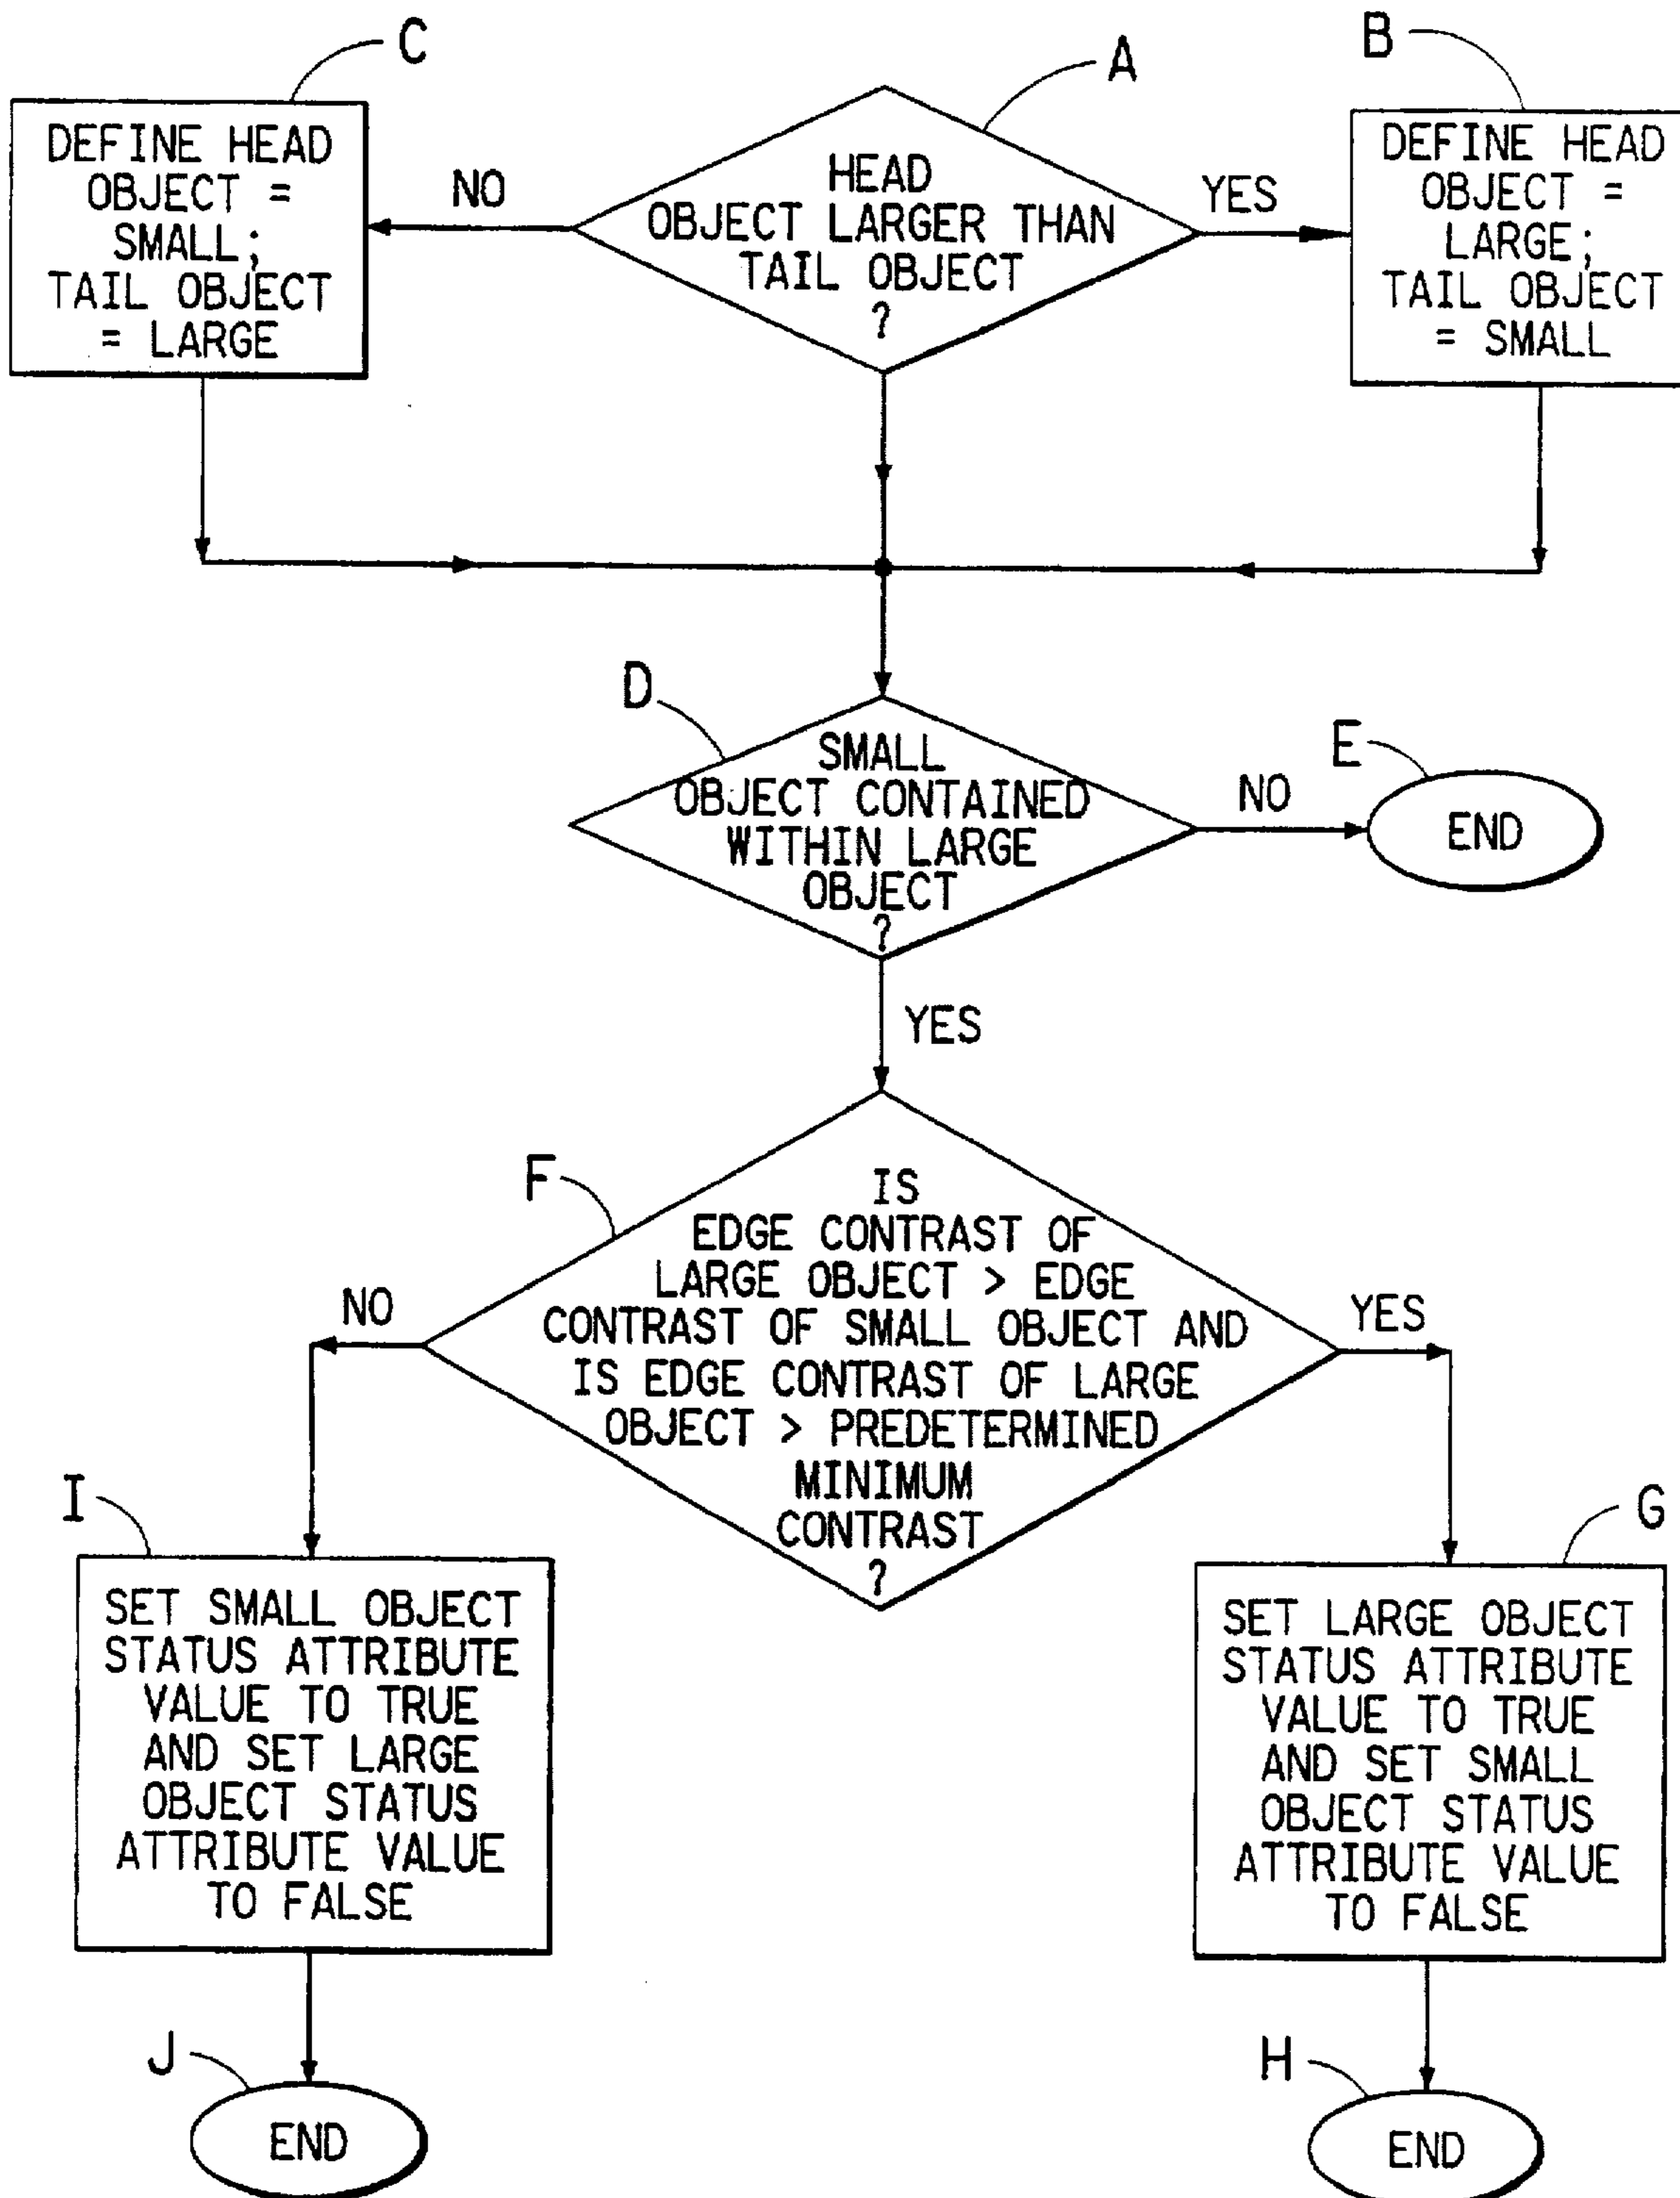 C
A
B
DEFINE HEAD
OBJECT =
SMALL;
TAIL OBJECT
= LARGE
NO
HEAD
OBJECT LARGER THAN
TAIL OBJECT
?
YES
DEFINE HEAD
OBJECT =
LARGE;
TAIL OBJECT
= SMALL
D
SMALL
OBJECT CONTAINED
WITHIN LARGE
OBJECT
?
NO
E
END
YES
F
IS
EDGE CONTRAST OF
LARGE OBJECT > EDGE
CONTRAST OF SMALL OBJECT AND
IS EDGE CONTRAST OF LARGE
OBJECT > PREDETERMINED
MINIMUM
CONTRAST
?
NO
YES
I
SET SMALL OBJECT
STATUS ATTRIBUTE
VALUE TO TRUE
AND SET LARGE
OBJECT STATUS
ATTRIBUTE VALUE
TO FALSE
G
SET LARGE OBJECT
STATUS ATTRIBUTE
VALUE TO TRUE
AND SET SMALL
OBJECT STATUS
ATTRIBUTE VALUE
TO FALSE
J
END
H
END